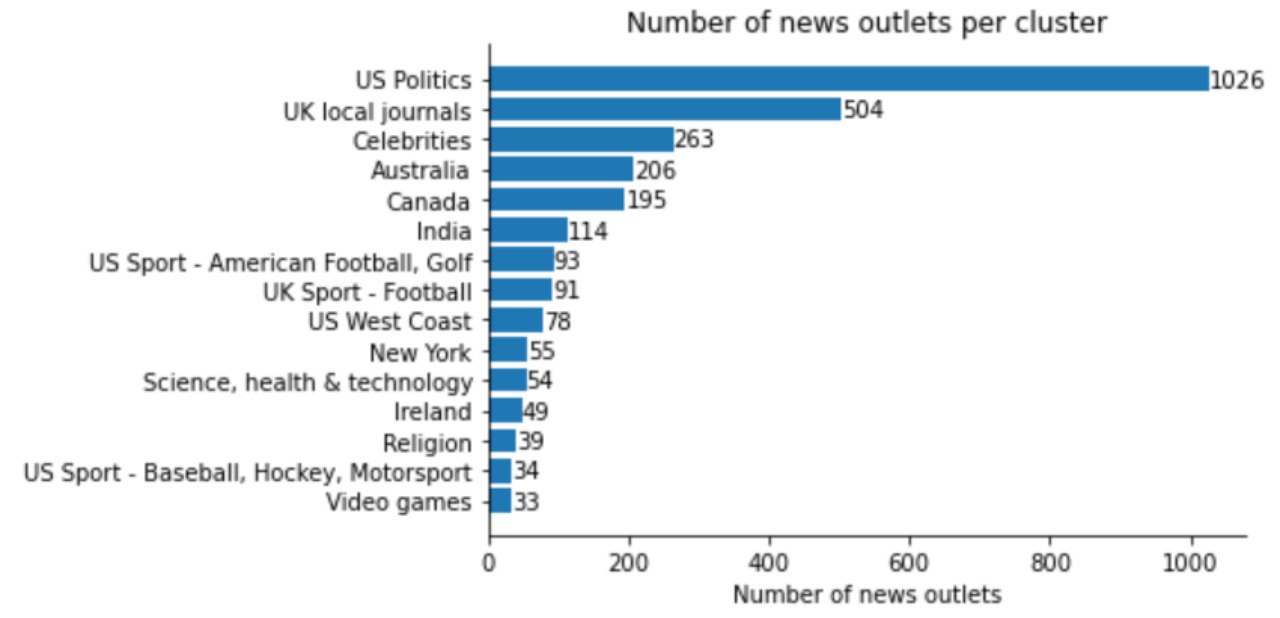 Number of news outlets per cluster
US Politics 1026
UK local journals 504
Celebrities 263
Australia 206
Canada 195
India 114
US Sport - American Football, Golf 93
UK Sport - Football 91
US West Coast 78
New York 55
Science, health & technology 54
Ireland 49
Religion 39
US Sport - Baseball, Hockey, Motorsport 34
Video games 33
0 200 400 600 800 1000
Number of news outlets